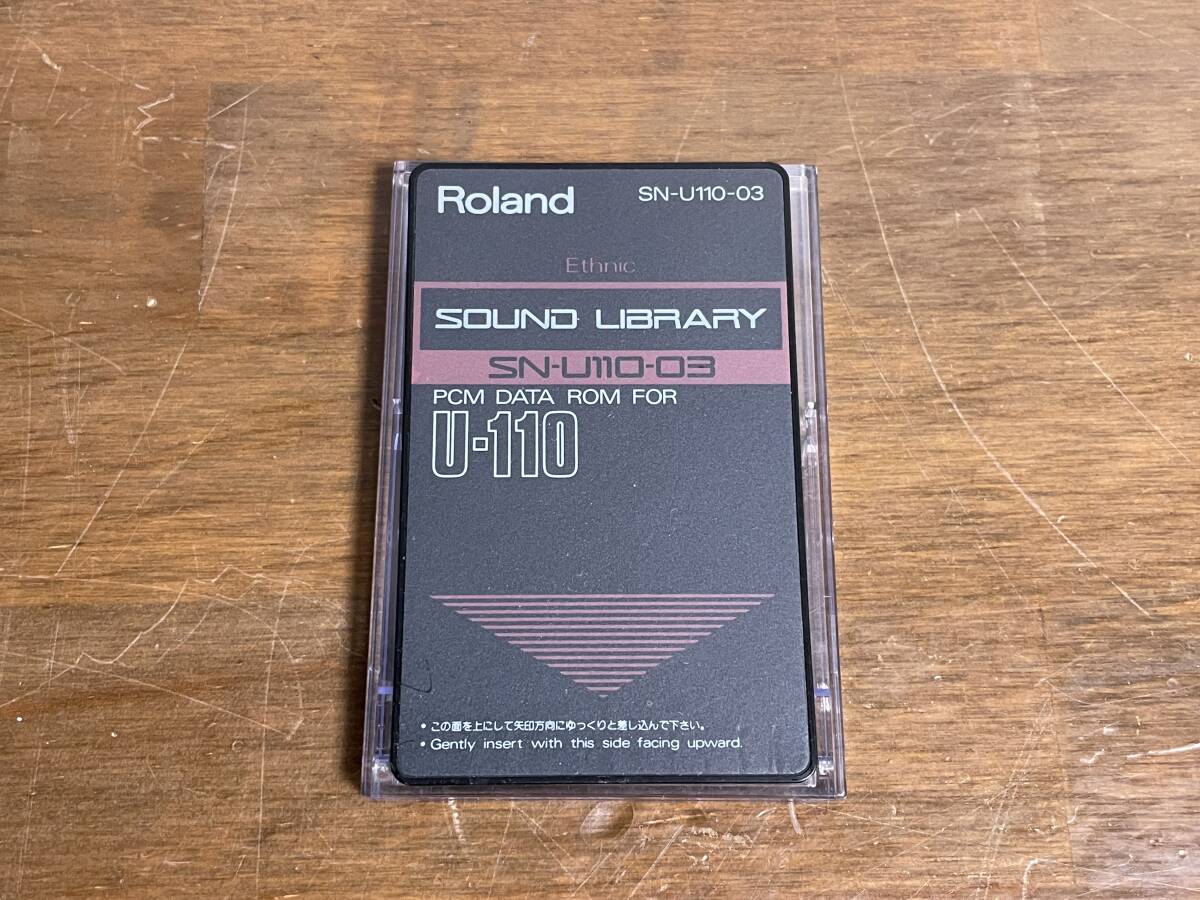 Roland SN-U110-03
Ethnic
SOUND LIBRARY
SN-U110-03
PCM DATA ROM FOR
U-110
• この面を上にして矢印方向にゆっくりと差し込んで下さい。
• Gently insert with this side facing upward.